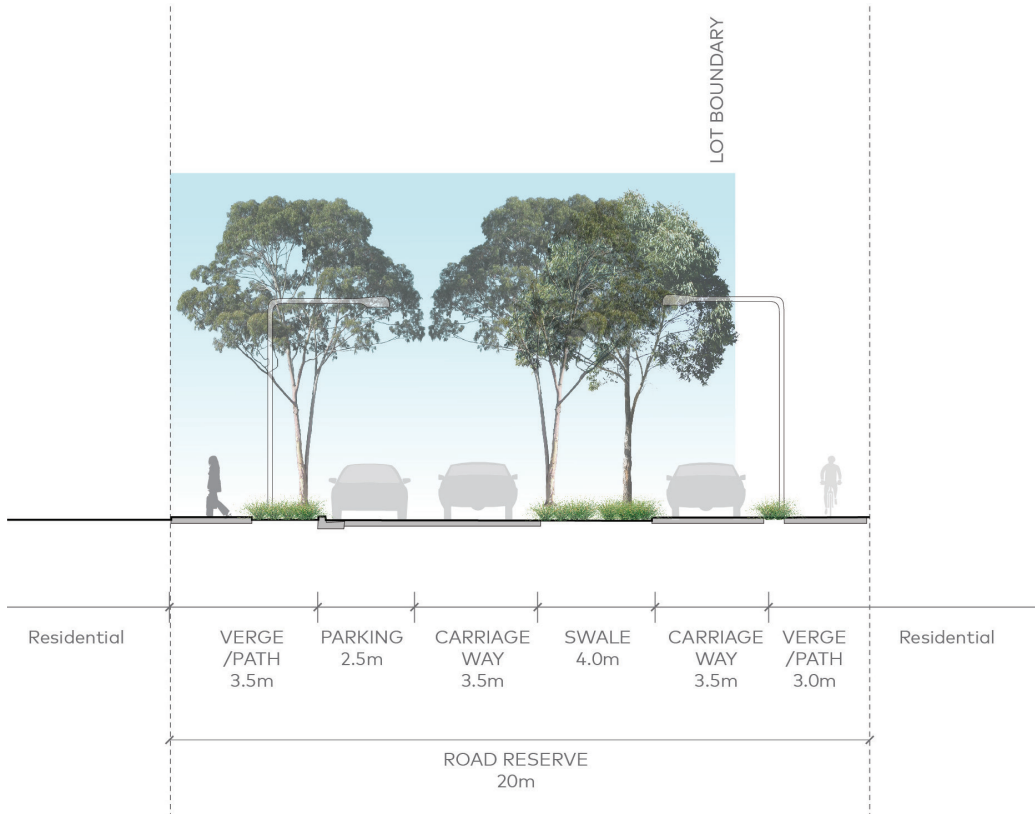 LOT BOUNDARY
Residential
VERGE
/PATH
3.5m
PARKING
2.5m
CARRIAGE
WAY
3.5m
SWALE
4.0m
CARRIAGE
WAY
3.5m
VERGE
/PATH
3.0m
Residential
ROAD RESERVE
20m